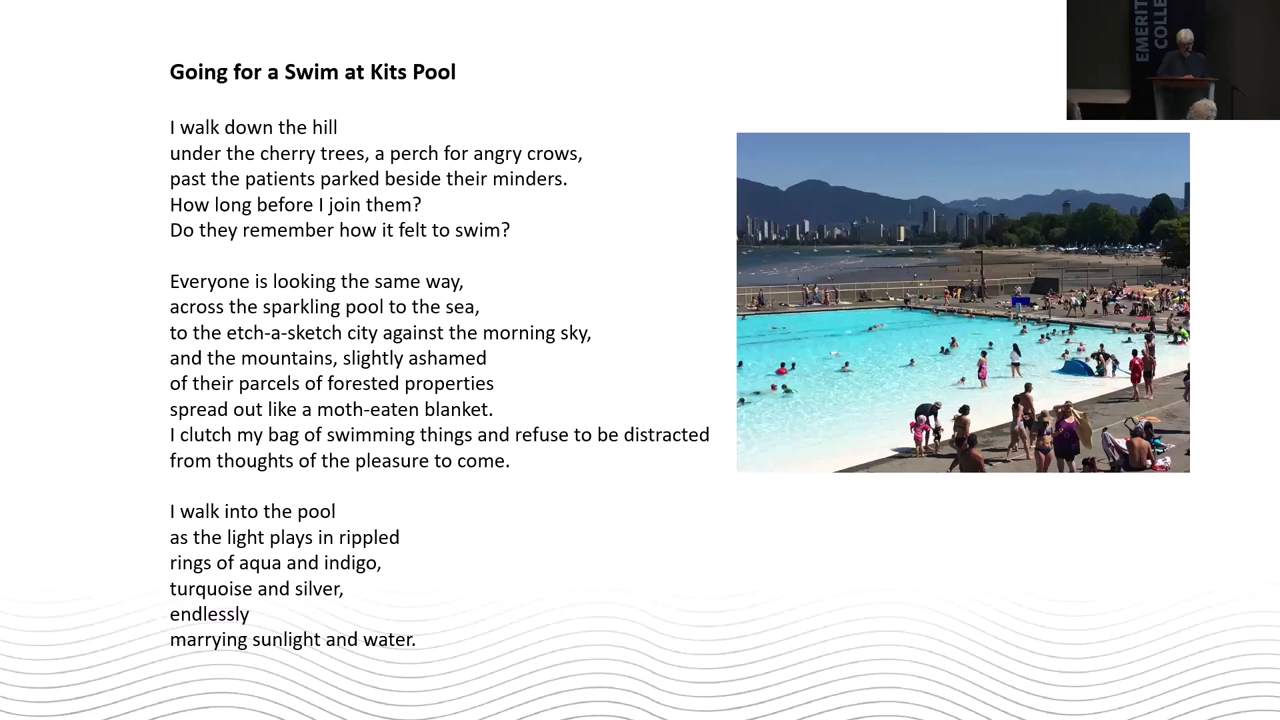 Going for a Swim at Kits Pool
I walk down the hill
under the cherry trees, a perch for angry crows,
past the patients parked beside their minders.
How long before I join them?
Do they remember how it felt to swim?
Everyone is looking the same way,
across the sparkling pool to the sea,
to the etch-a-sketch city against the morning sky,
and the mountains, slightly ashamed
of their parcels of forested properties
spread out like a moth-eaten blanket.
I clutch my bag of swimming things and refuse to be distracted
from thoughts of the pleasure to come.
I walk into the pool
as the light plays in rippled
rings of aqua and indigo,
turquoise and silver,
endlessly
marrying sunlight and water.
EMERIT
COLLE